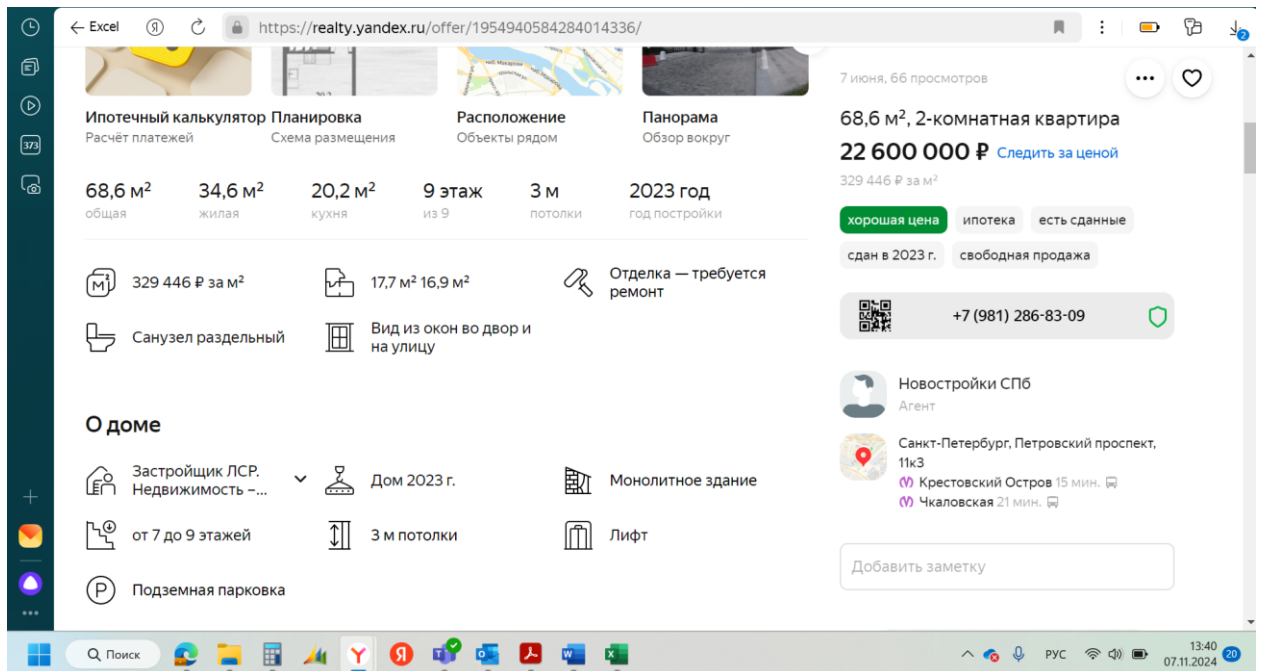 Excel
https://realty.yandex.ru/offer/1954940584284014336/
2
373
наб. Макарова
Ипотечный калькулятор
Расчёт платежей
Планировка
Схема размещения
Расположение
Объекты рядом
Панорама
Обзор вокруг
68,6 м²
общая
34,6 м²
жилая
20,2 м²
кухня
9 этаж
из 9
3 м
потолки
2023 год
год постройки
329 446 ₽ за м²
17,7 м² 16,9 м²
Отделка — требуется
ремонт
Санузел раздельный
Вид из окон во двор и
на улицу
О доме
Застройщик ЛСР.
Недвижимость –...
Дом 2023 г.
Монолитное здание
от 7 до 9 этажей
3 м потолки
Лифт
Подземная парковка
7 июня, 66 просмотров
68,6 м², 2-комнатная квартира
22 600 000 ₽ Следить за ценой
329 446 ₽ за м²
хорошая цена
ипотека
есть сданные
сдан в 2023 г.
свободная продажа
+7 (981) 286-83-09
Новостройки СПб
Агент
Санкт-Петербург, Петровский проспект,
11к3
Крестовский Остров 15 мин.
Чкаловская 21 мин.
Добавить заметку
Поиск
РУС
13:40
07.11.2024
20